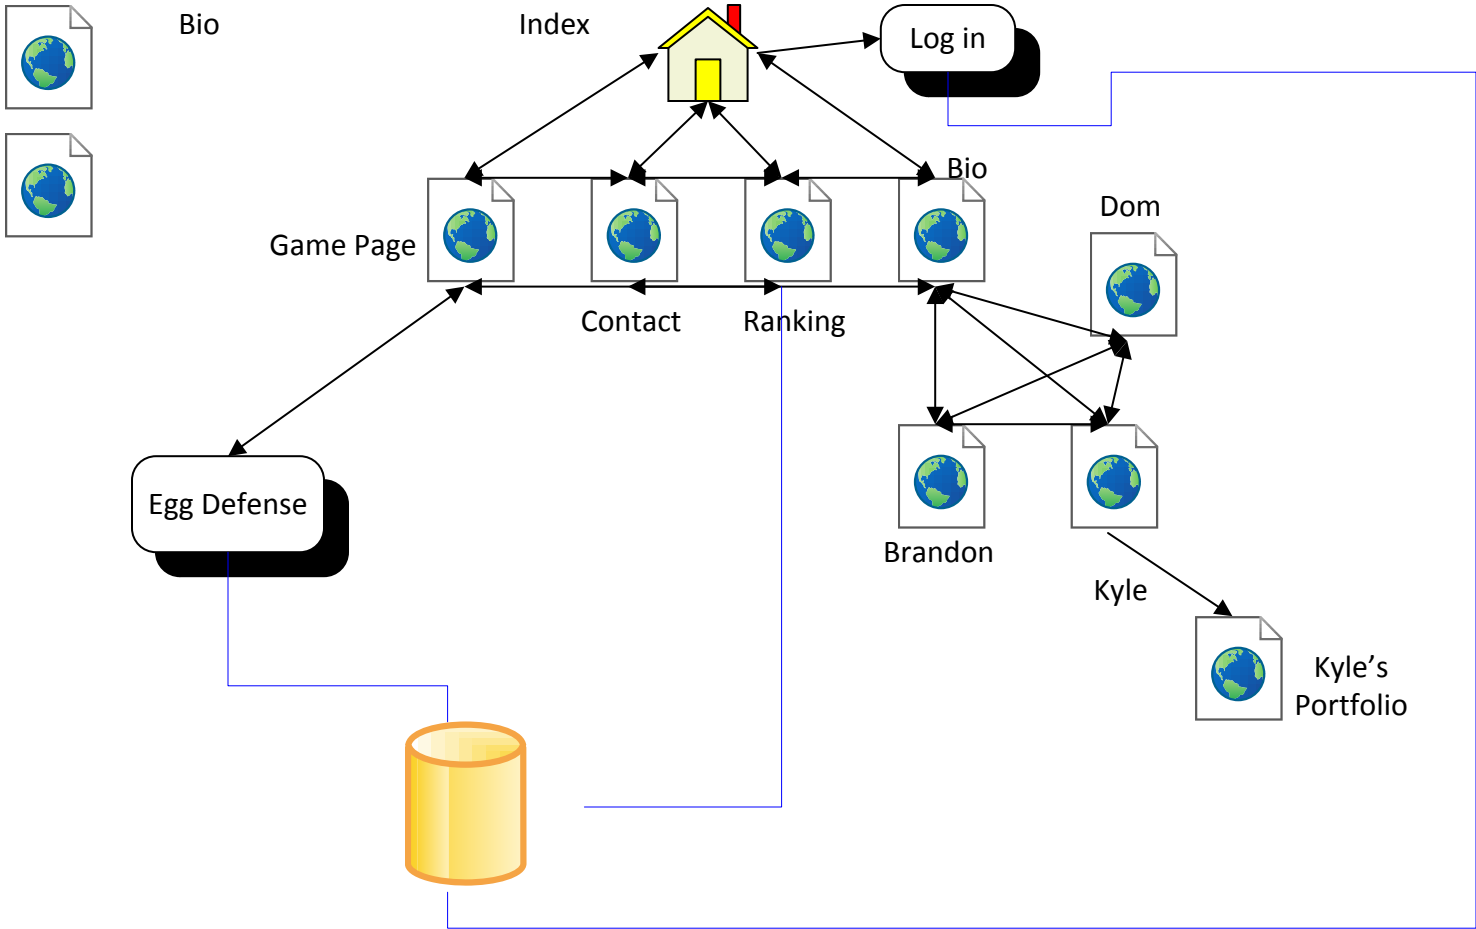 Bio
Index
Log in
Bio
Dom
Game Page
Contact
Ranking
Egg Defense
Brandon
Kyle
Kyle’s
Portfolio